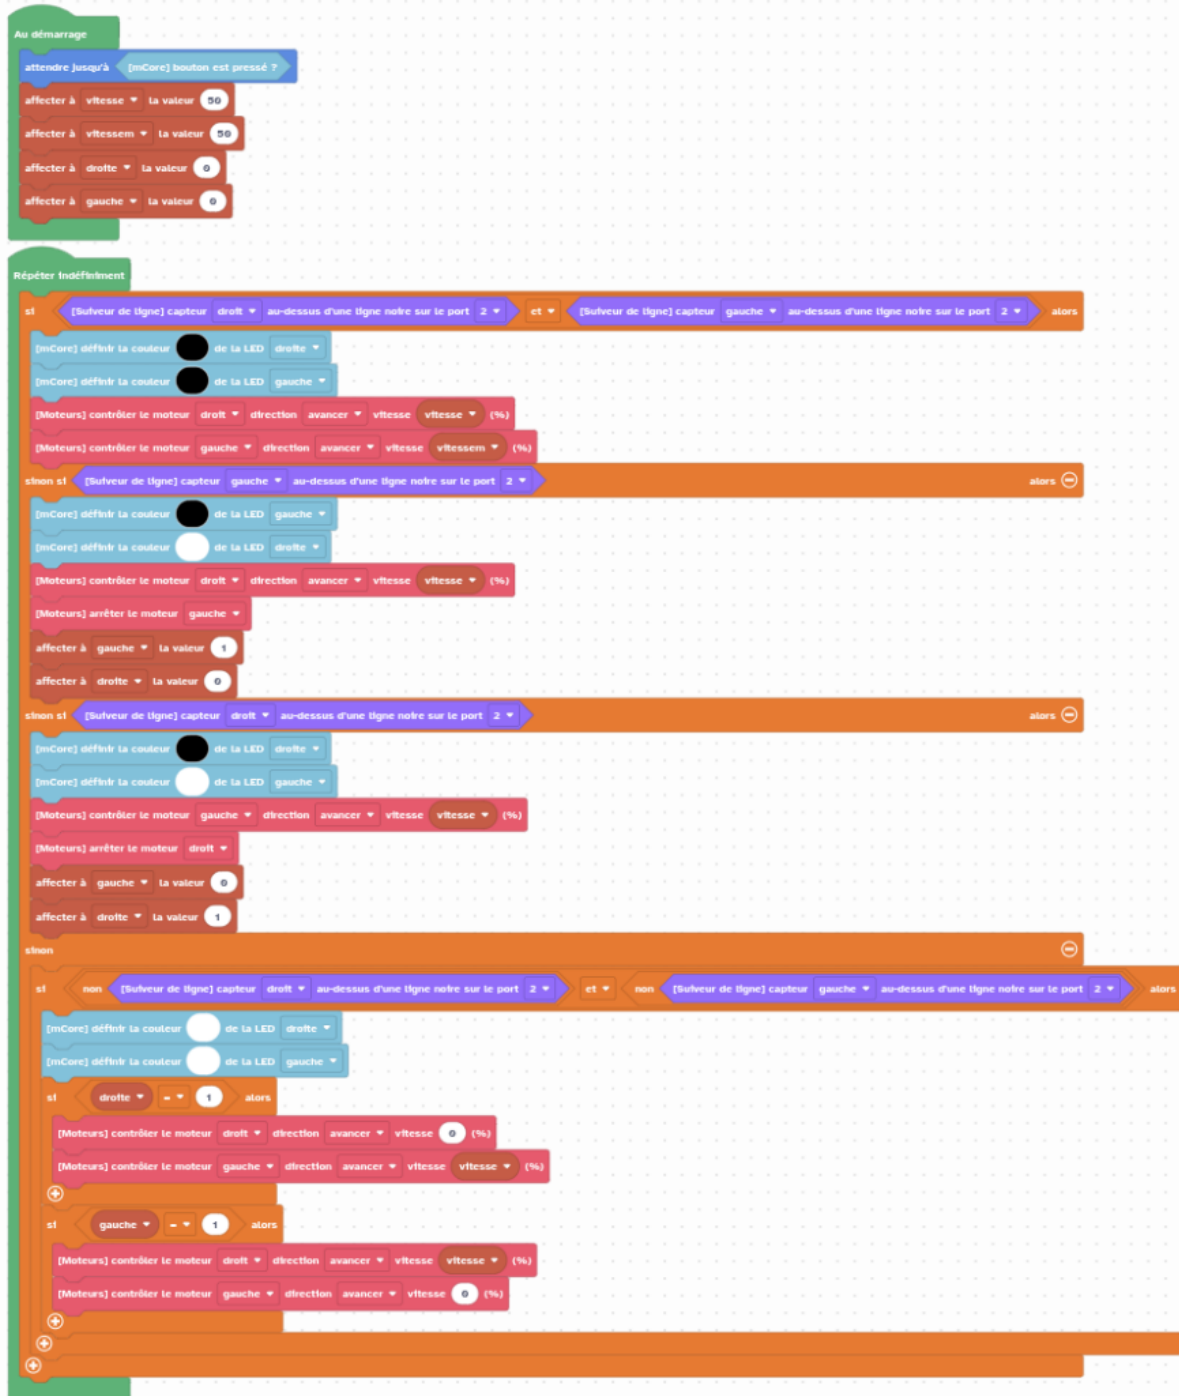 Au démarrage
attendre jusqu'à [mCore] bouton est pressé ?
affecter à vitesse la valeur 50
affecter à vitessem la valeur 50
affecter à droite la valeur 0
affecter à gauche la valeur 0
Répéter indéfiniment
si [Suiveur de ligne] capteur droit au-dessus d'une ligne noire sur le port 2 et [Suiveur de ligne] capteur gauche au-dessus d'une ligne noire sur le port 2 alors
[mCore] définir la couleur de la LED droite
[mCore] définir la couleur de la LED gauche
[Moteurs] contrôler le moteur droit direction avancer vitesse vitesse (%)
[Moteurs] contrôler le moteur gauche direction avancer vitesse vitessem (%)
sinon si [Suiveur de ligne] capteur gauche au-dessus d'une ligne noire sur le port 2 alors
[mCore] définir la couleur de la LED gauche
[mCore] définir la couleur de la LED droite
[Moteurs] contrôler le moteur droit direction avancer vitesse vitesse (%)
[Moteurs] arrêter le moteur gauche
affecter à gauche la valeur 1
affecter à droite la valeur 0
sinon si [Suiveur de ligne] capteur droit au-dessus d'une ligne noire sur le port 2 alors
[mCore] définir la couleur de la LED droite
[mCore] définir la couleur de la LED gauche
[Moteurs] contrôler le moteur gauche direction avancer vitesse vitesse (%)
[Moteurs] arrêter le moteur droit
affecter à gauche la valeur 0
affecter à droite la valeur 1
sinon
si non [Suiveur de ligne] capteur droit au-dessus d'une ligne noire sur le port 2 et non [Suiveur de ligne] capteur gauche au-dessus d'une ligne noire sur le port 2 alors
[mCore] définir la couleur de la LED droite
[mCore] définir la couleur de la LED gauche
si droite = 1 alors
[Moteurs] contrôler le moteur droit direction avancer vitesse 0 (%)
[Moteurs] contrôler le moteur gauche direction avancer vitesse vitesse (%)
si gauche = 1 alors
[Moteurs] contrôler le moteur droit direction avancer vitesse vitesse (%)
[Moteurs] contrôler le moteur gauche direction avancer vitesse 0 (%)